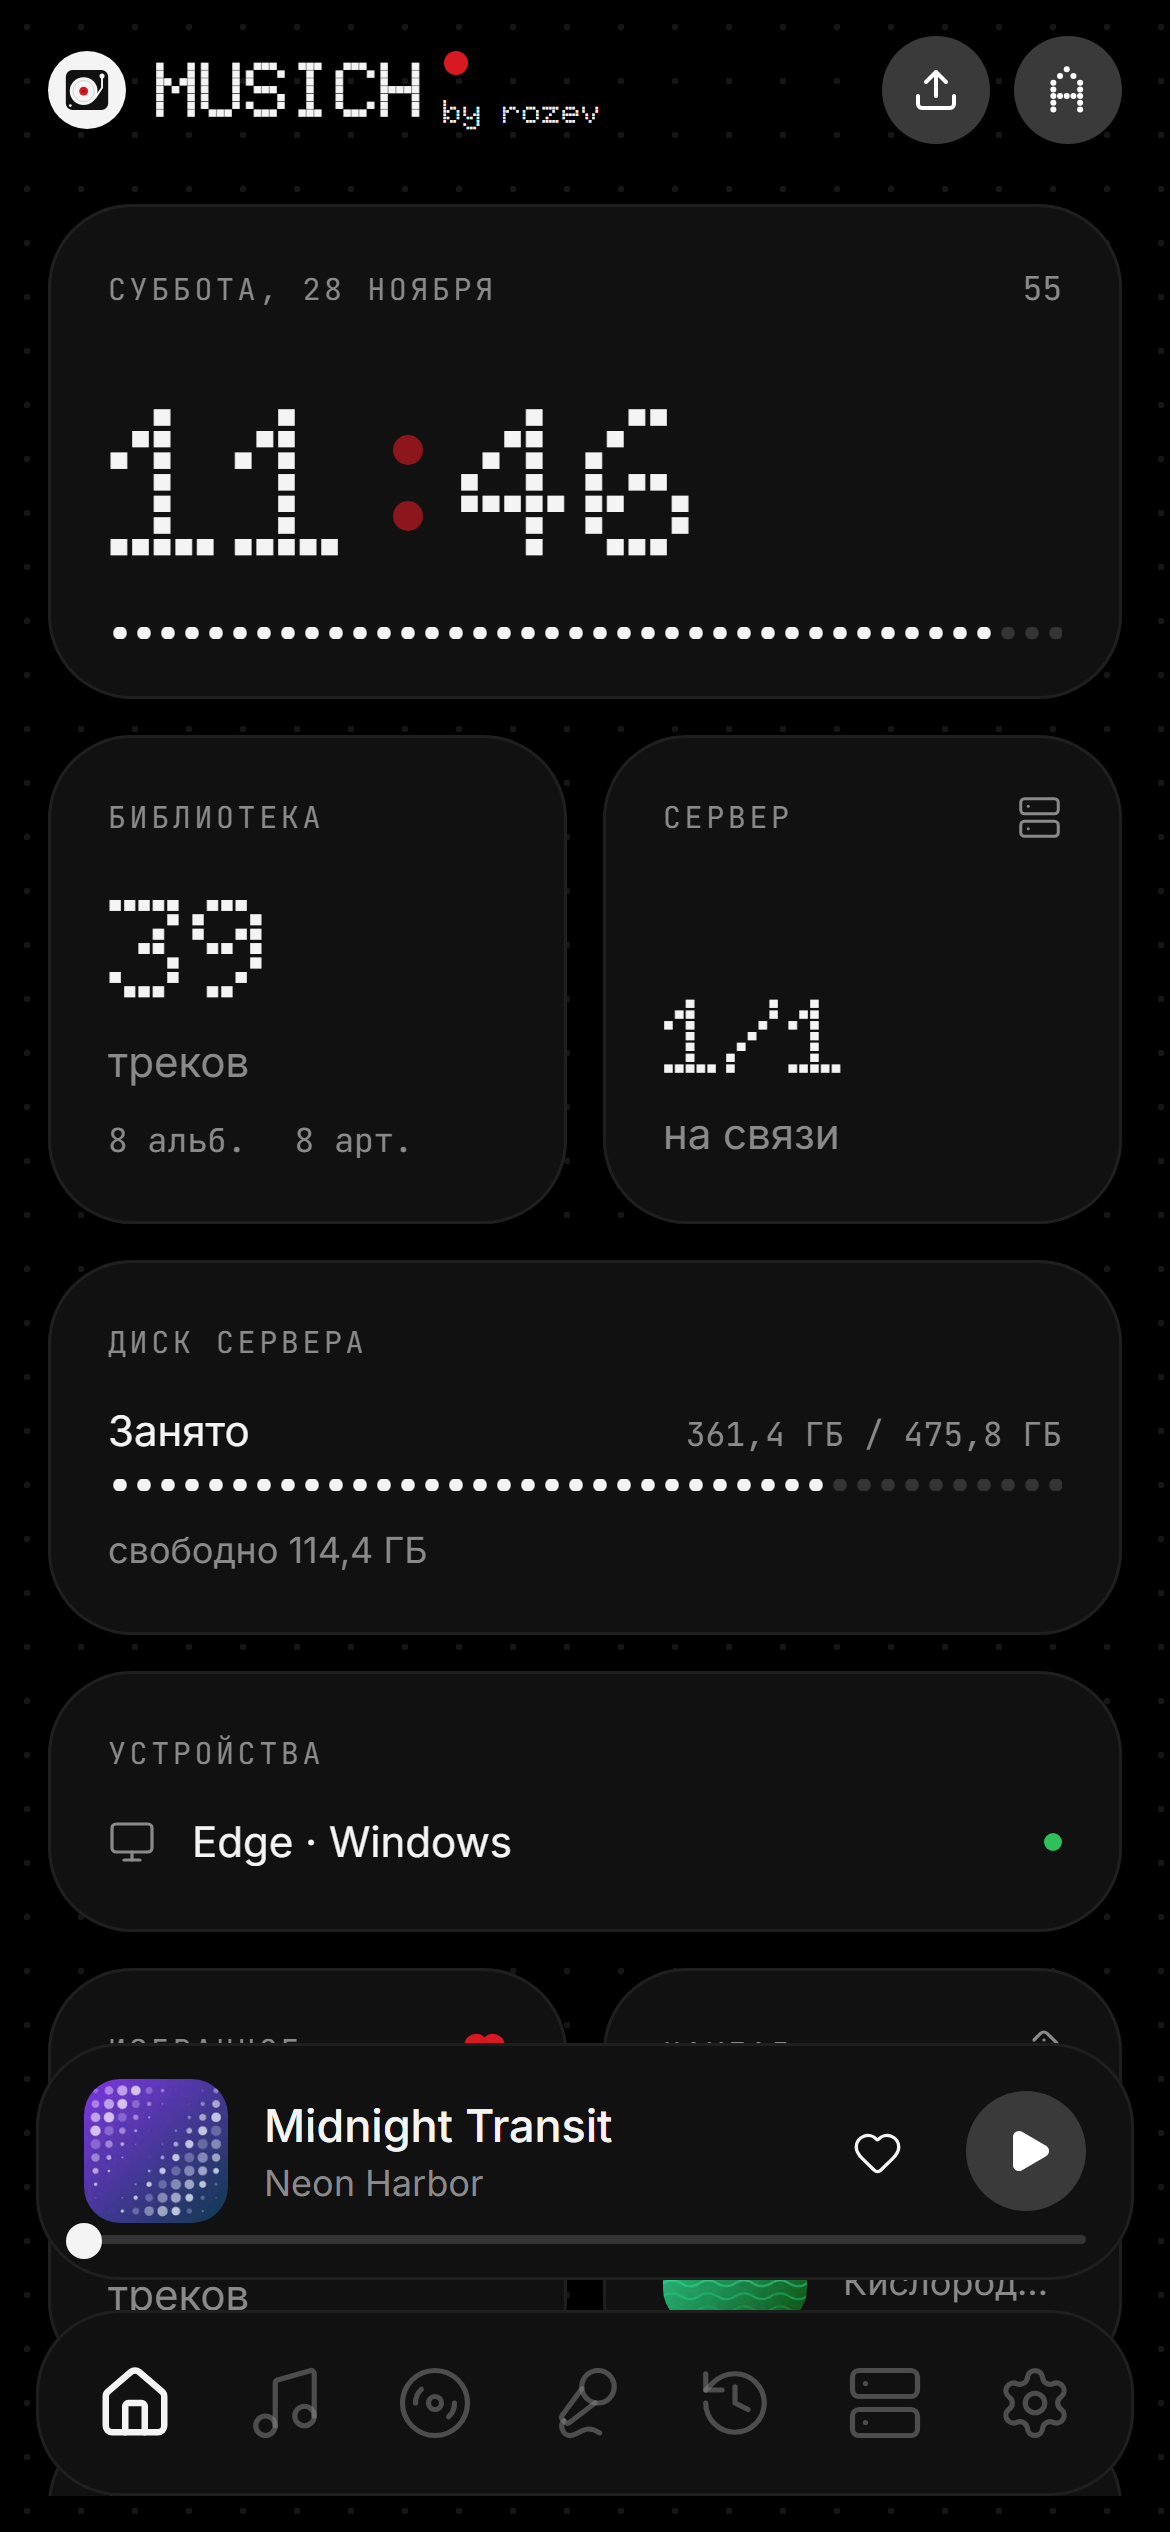 MUSICH
by rozev
A
СУББОТА, 28 НОЯБРЯ
55
11:46
БИБЛИОТЕКА
39
треков
8 альб. 8 арт.
СЕРВЕР
1/1
на связи
ДИСК СЕРВЕРА
Занято
361,4 ГБ / 475,8 ГБ
свободно 114,4 ГБ
УСТРОЙСТВА
Edge · Windows
ИЗБРАННОЕ
Midnight Transit
Neon Harbor
треков
Кислород...